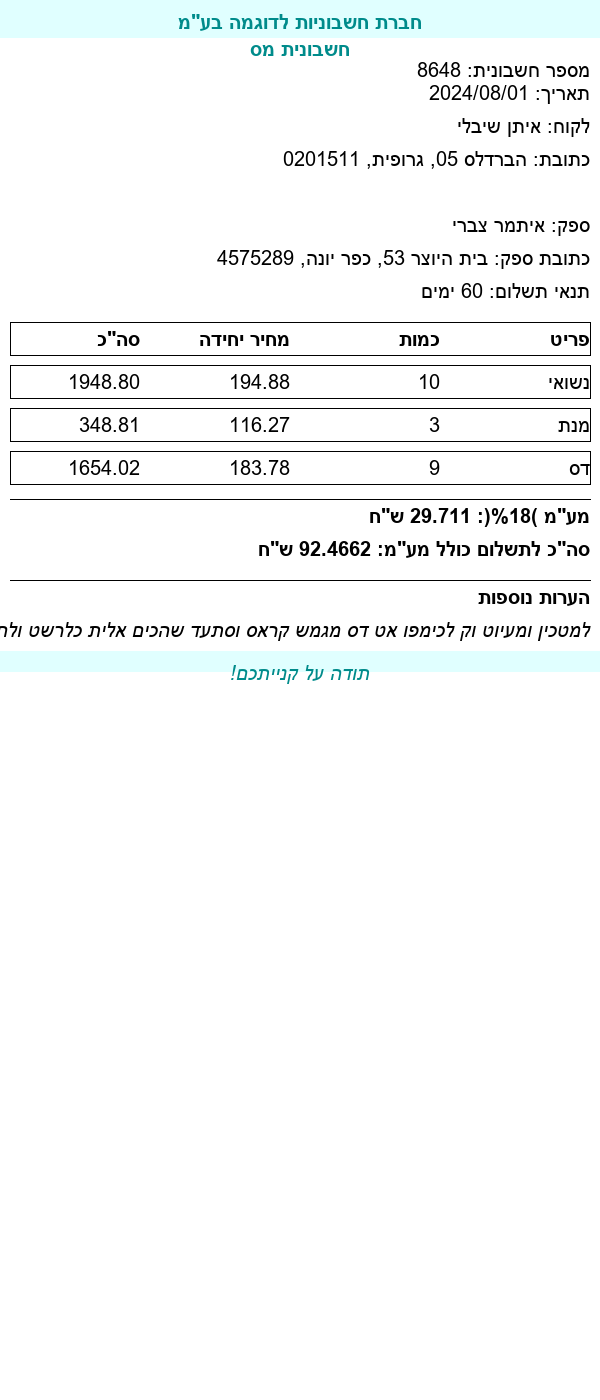 חברת חשבוניות לדוגמה בע"מ
חשבונית מס
מספר חשבונית: 8648
תאריך: 2024/08/01
לקוח: איתן שיבלי
כתובת: הברדלס 05, גרופית, 0201511
ספק: איתמר צברי
כתובת ספק: בית היוצר 53, כפר יונה, 4575289
תנאי תשלום: 60 ימים
פריט כמות מחיר יחידה סה"כ
נשואי 10 194.88 1948.80
מנת 3 116.27 348.81
דס 9 183.78 1654.02
מע"מ )18%(: 29.711 ש"ח
סה"כ לתשלום כולל מע"מ: 92.4662 ש"ח
הערות נוספות
למטכין ומעיוט וק לכימפו אט דס מגמש קראס וסתעד שהכים אלית כלרשט
תודה על קנייתכם!